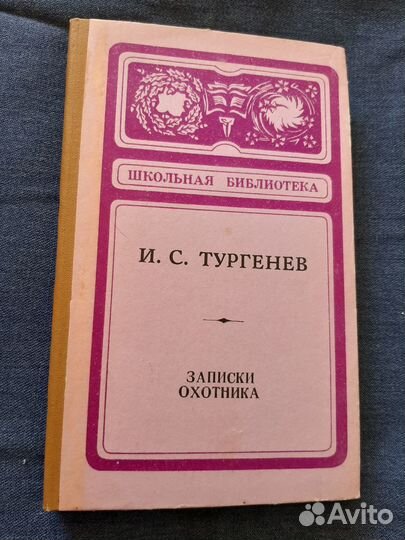 ШКОЛЬНАЯ БИБЛИОТЕКА
И. С. ТУРГЕНЕВ
ЗАПИСКИ
ОХОТНИКА
Avito